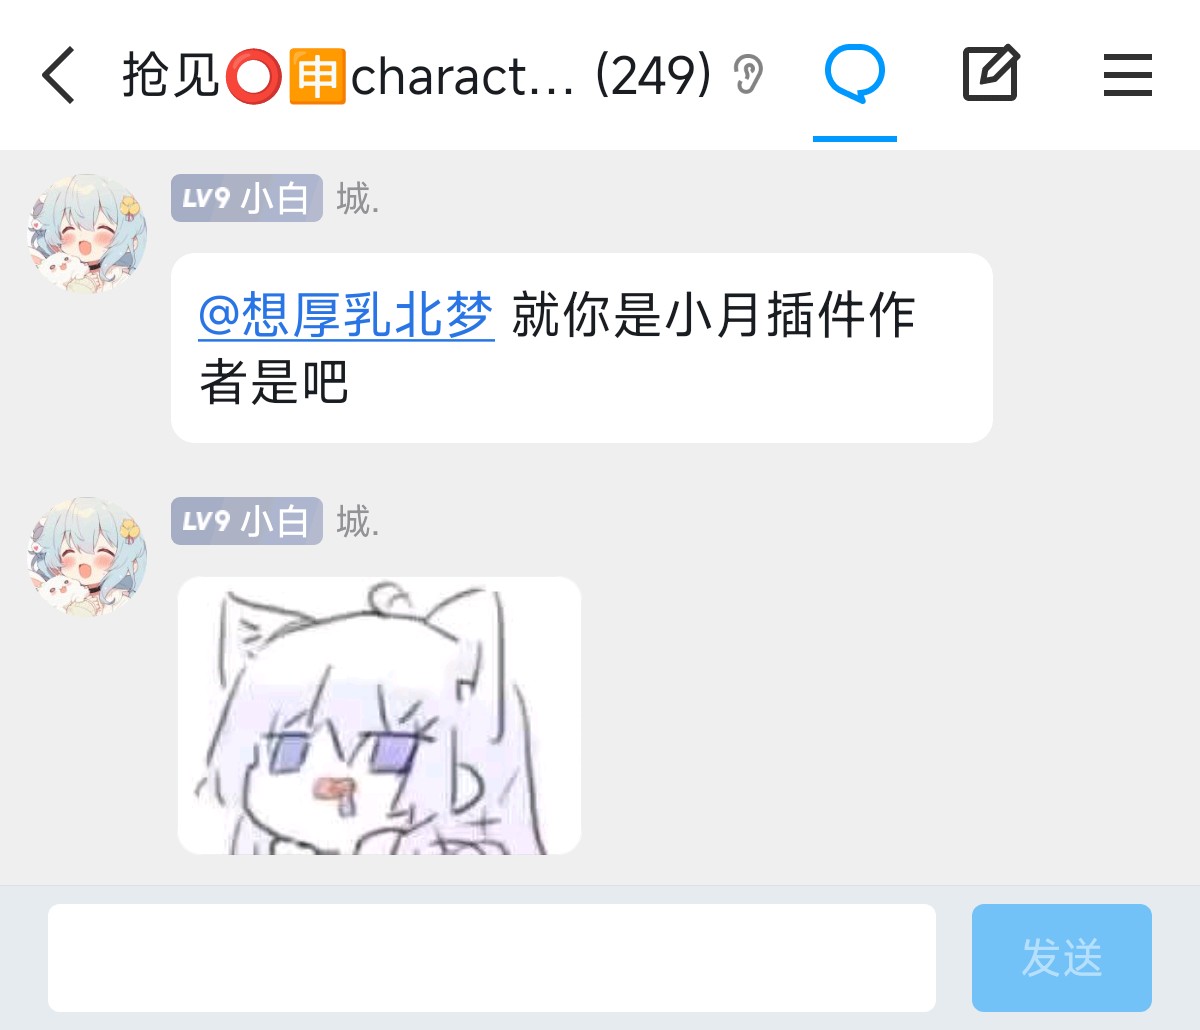 抢见⭕🈸charact... (249)
LV9 小白 城.
@想厚乳北梦 就你是小月插件作
者是吧
LV9 小白 城.
发送